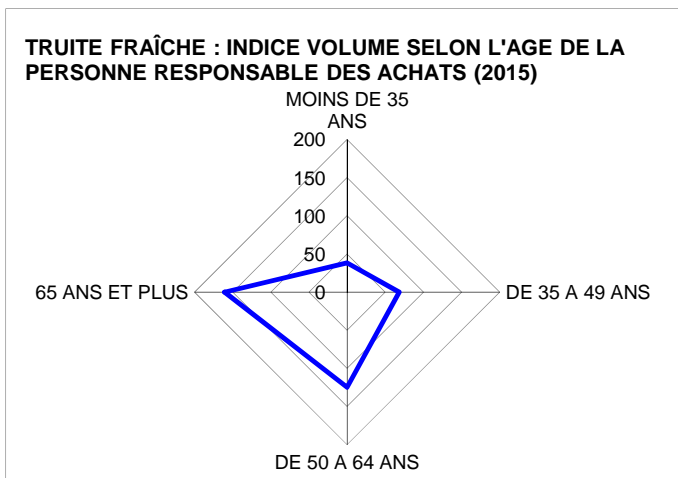 TRUITE FRAÎCHE : INDICE VOLUME SELON L'AGE DE LA
PERSONNE RESPONSABLE DES ACHATS (2015)
MOINS DE 35
ANS
200
150
100
50
0
65 ANS ET PLUS
DE 35 A 49 ANS
DE 50 A 64 ANS